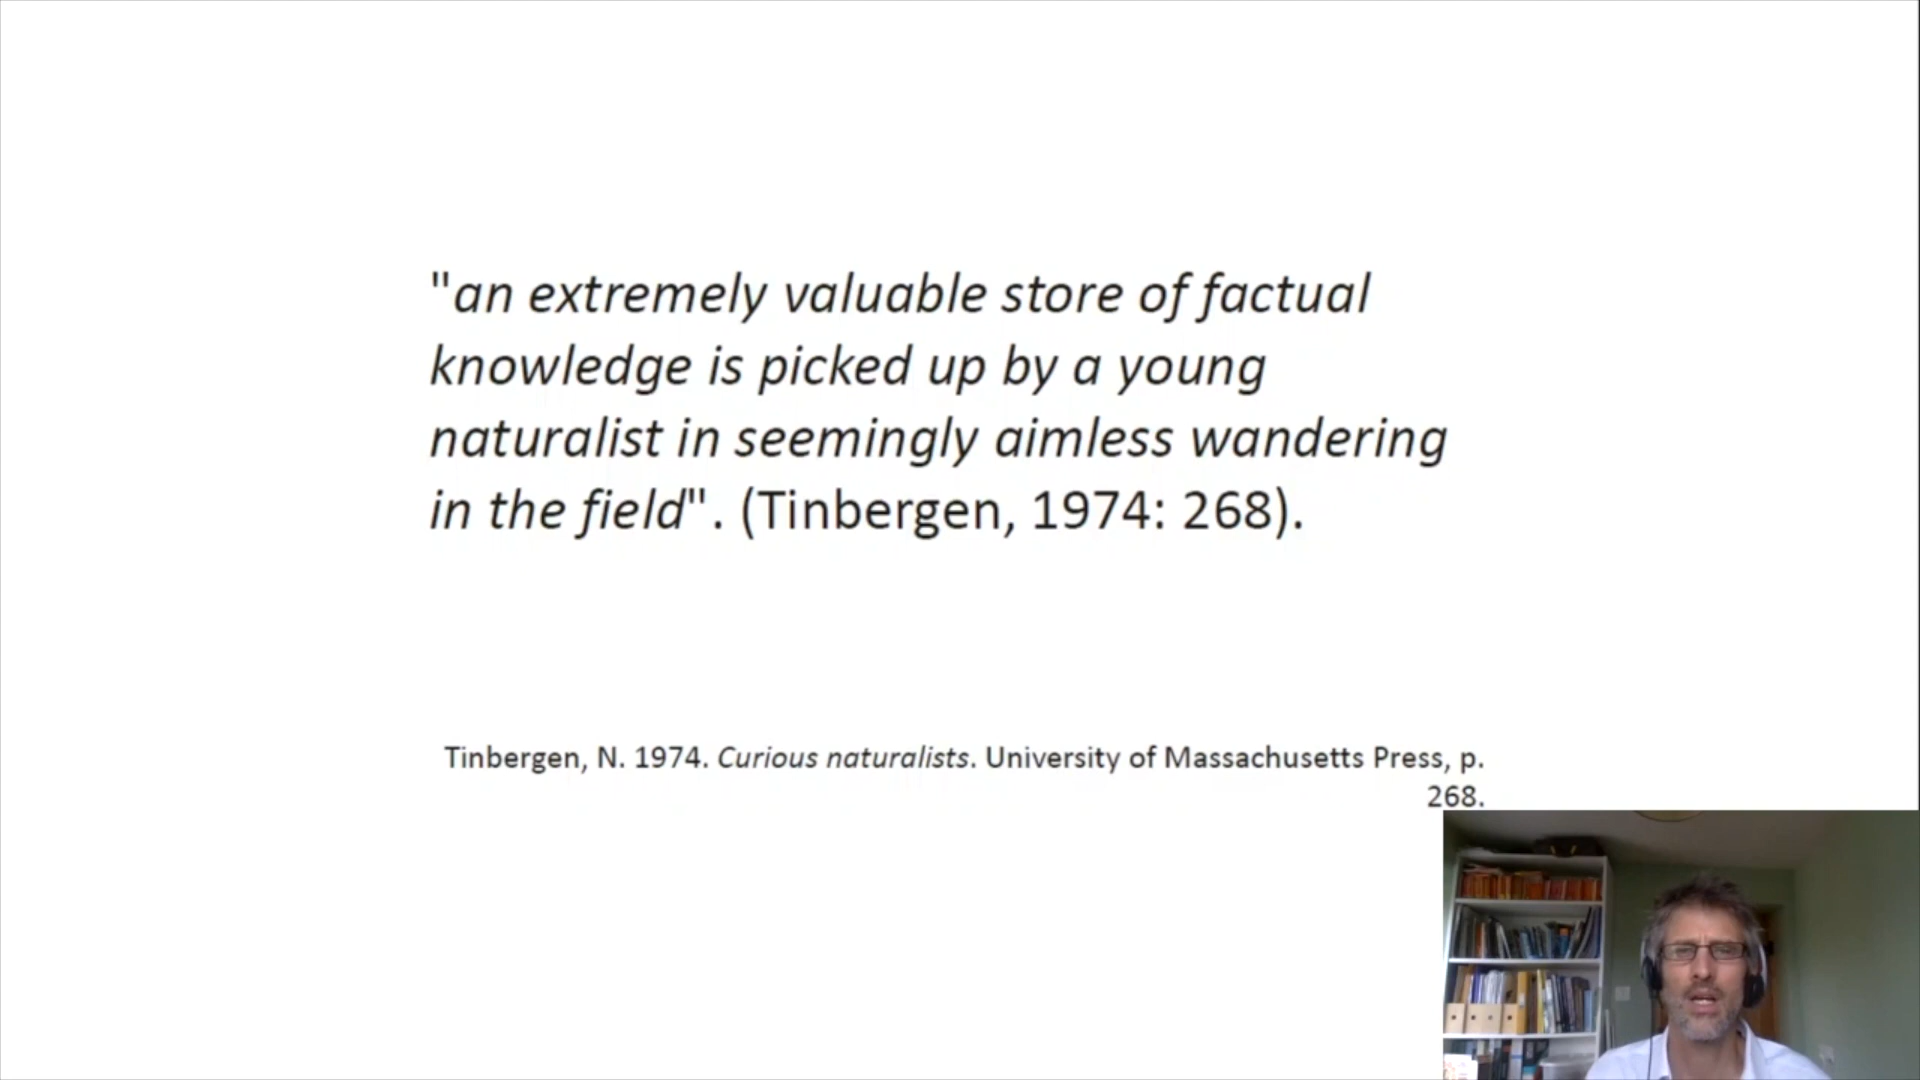 "an extremely valuable store of factual
knowledge is picked up by a young
naturalist in seemingly aimless wandering
in the field". (Tinbergen, 1974: 268).
Tinbergen, N. 1974. Curious naturalists. University of Massachusetts Press, p.
268.